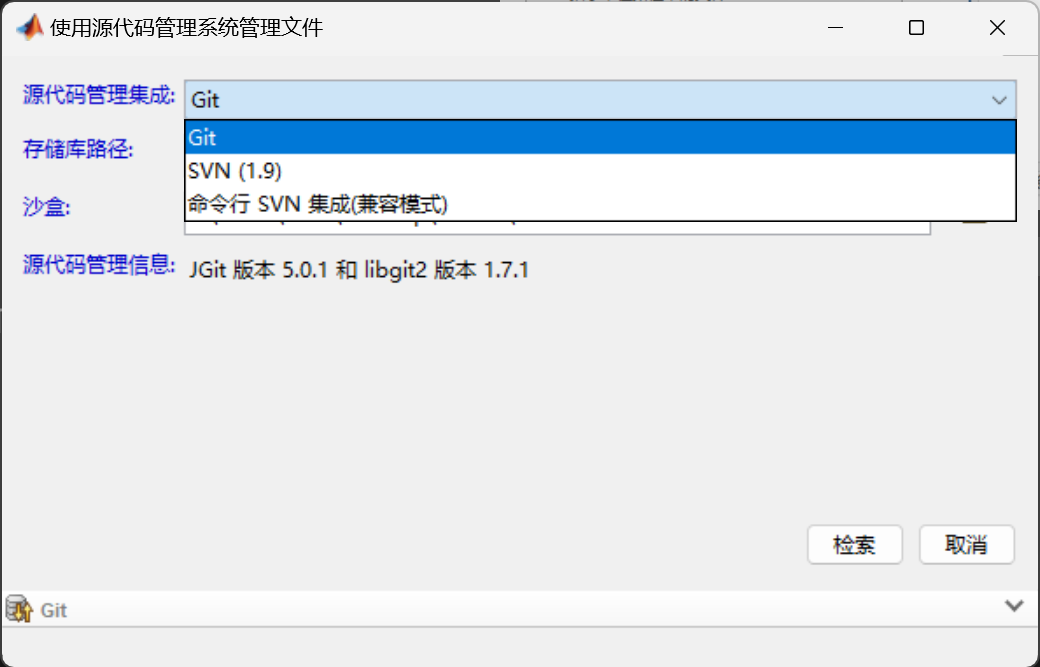 使用源代码管理系统管理文件
源代码管理集成: Git
Git
存储库路径:
SVN (1.9)
命令行 SVN 集成(兼容模式)
沙盒:
源代码管理信息: JGit 版本 5.0.1 和 libgit2 版本 1.7.1
检索 取消
Git